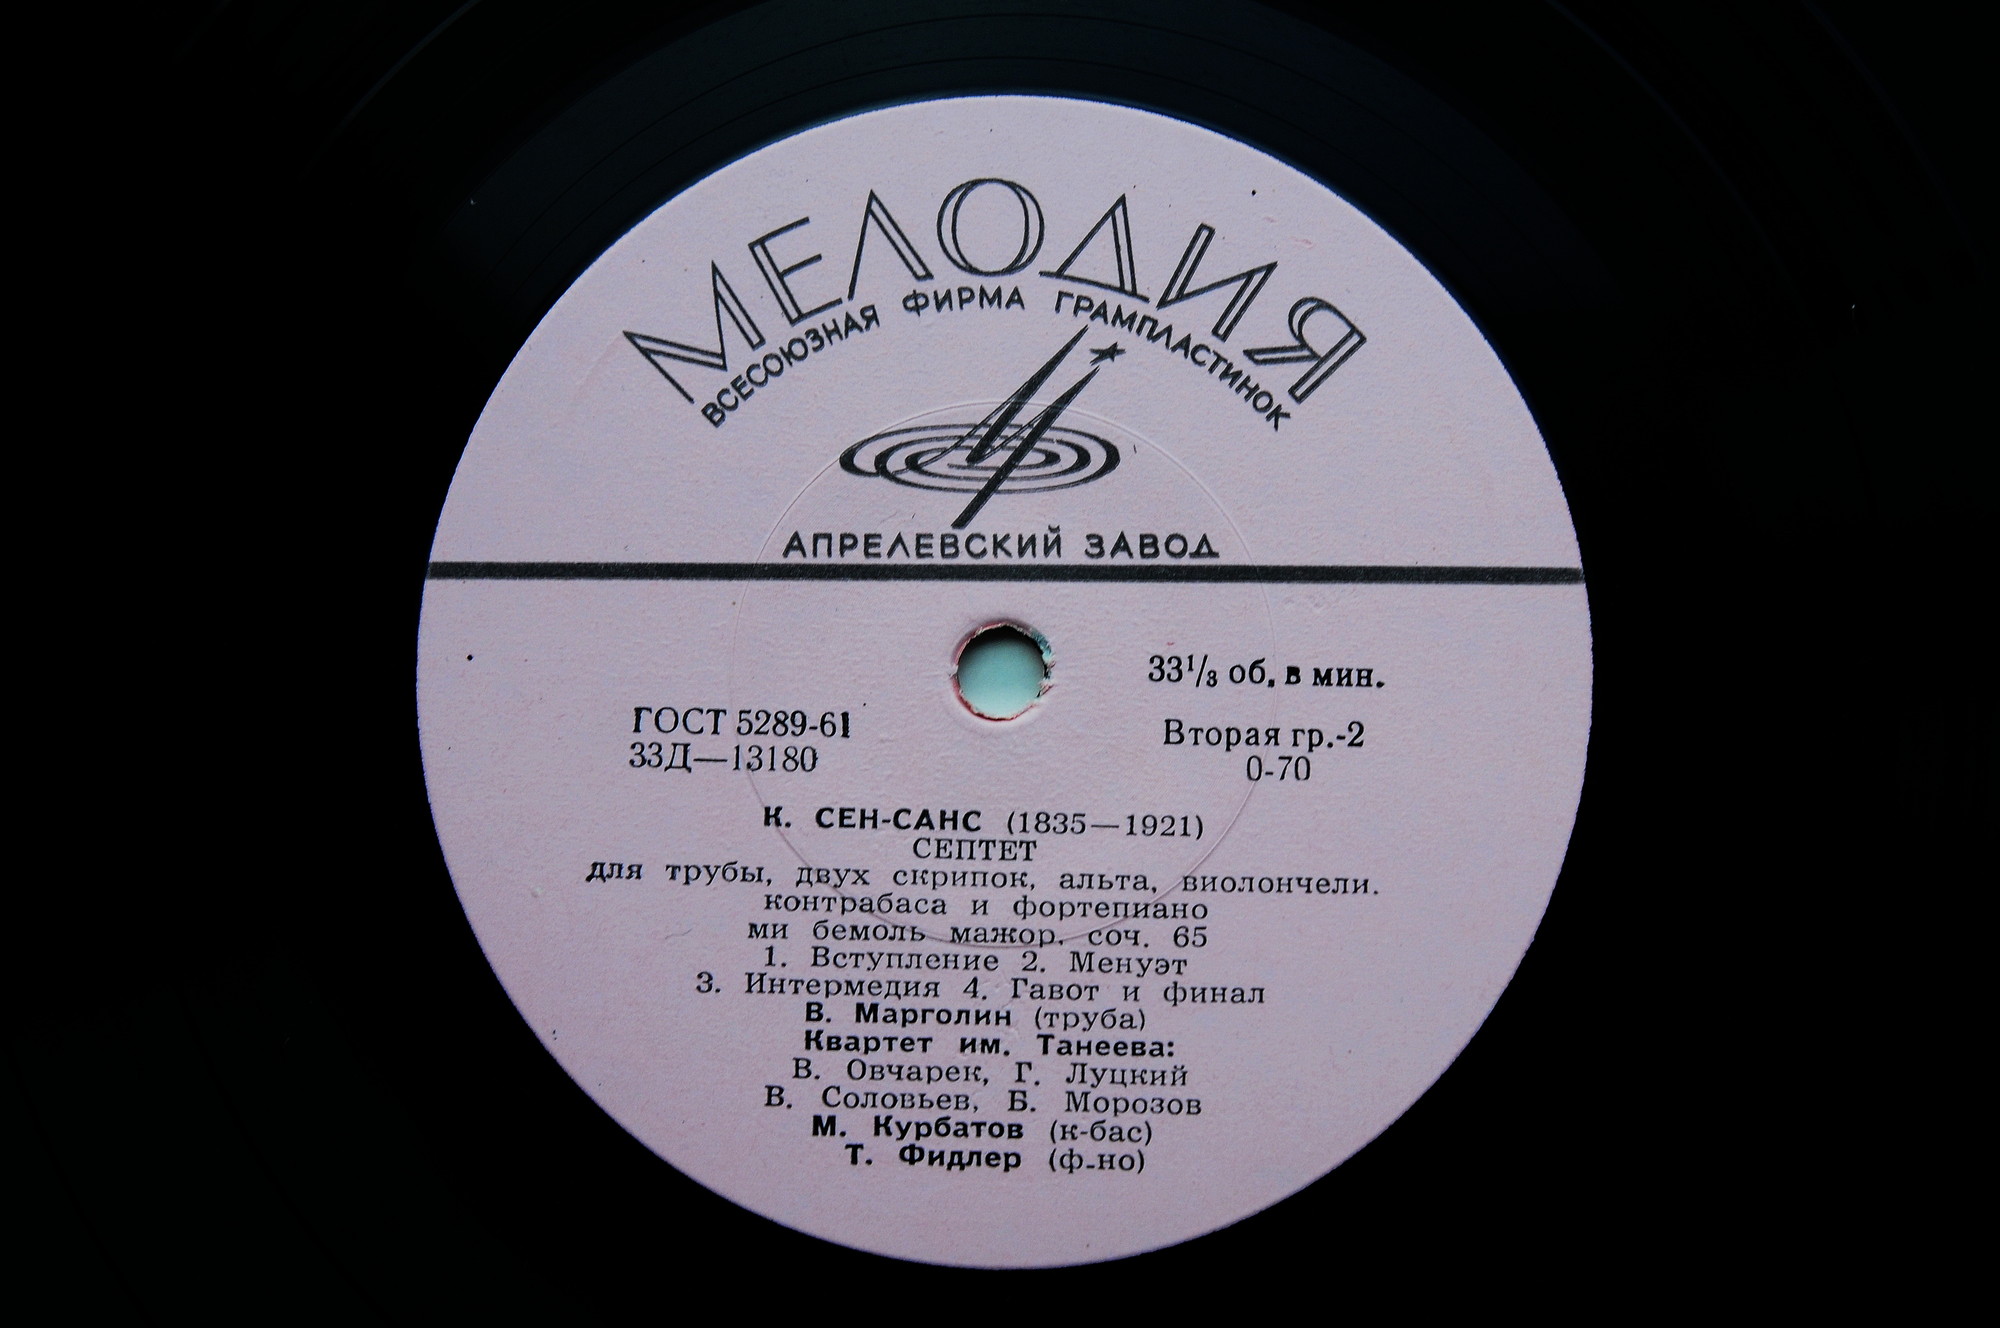 МЕЛОДИЯ
ВСЕСОЮЗНАЯ ФИРМА ГРАМПЛАСТИНОК
АПРЕЛЕВСКИЙ ЗАВОД
33⅓ об. в мин.
ГОСТ 5289-61
Вторая гр.-2
33Д—13180
0-70
К. СЕН-САНС (1835—1921)
СЕПТЕТ
для трубы, двух скрипок, альта, виолончели.
контрабаса и фортепиано
ми бемоль мажор, соч. 65
1. Вступление 2. Менуэт
3. Интермедия 4. Гавот и финал
В. Марголин (труба)
Квартет им. Танеева:
В. Овчарек, Г. Луцкий
В. Соловьев, Б. Морозов
М. Курбатов (к-бас)
Т. Фидлер (ф-но)